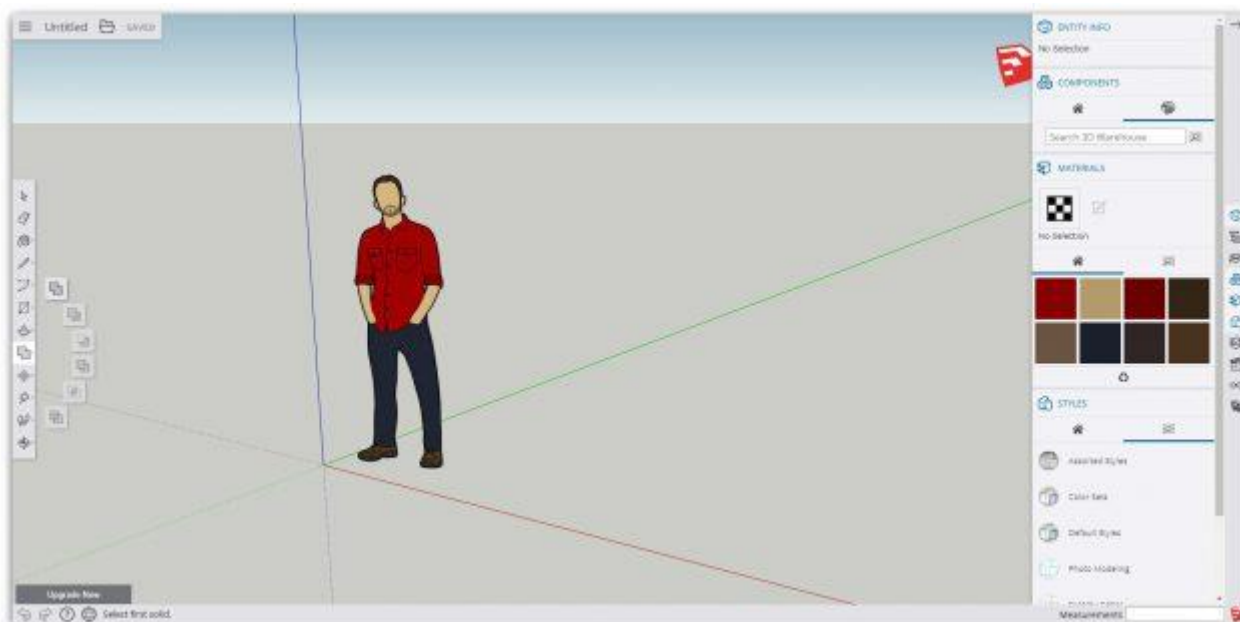 Untitled SAVED
ENTITY INFO
No Selection
COMPONENTS
Search 3D Warehouse
MATERIALS
No Selection
STYLES
Assorted Styles
Color Sets
Default Styles
Photo Modeling
Upgrade Now
Select first solid.
Measurements